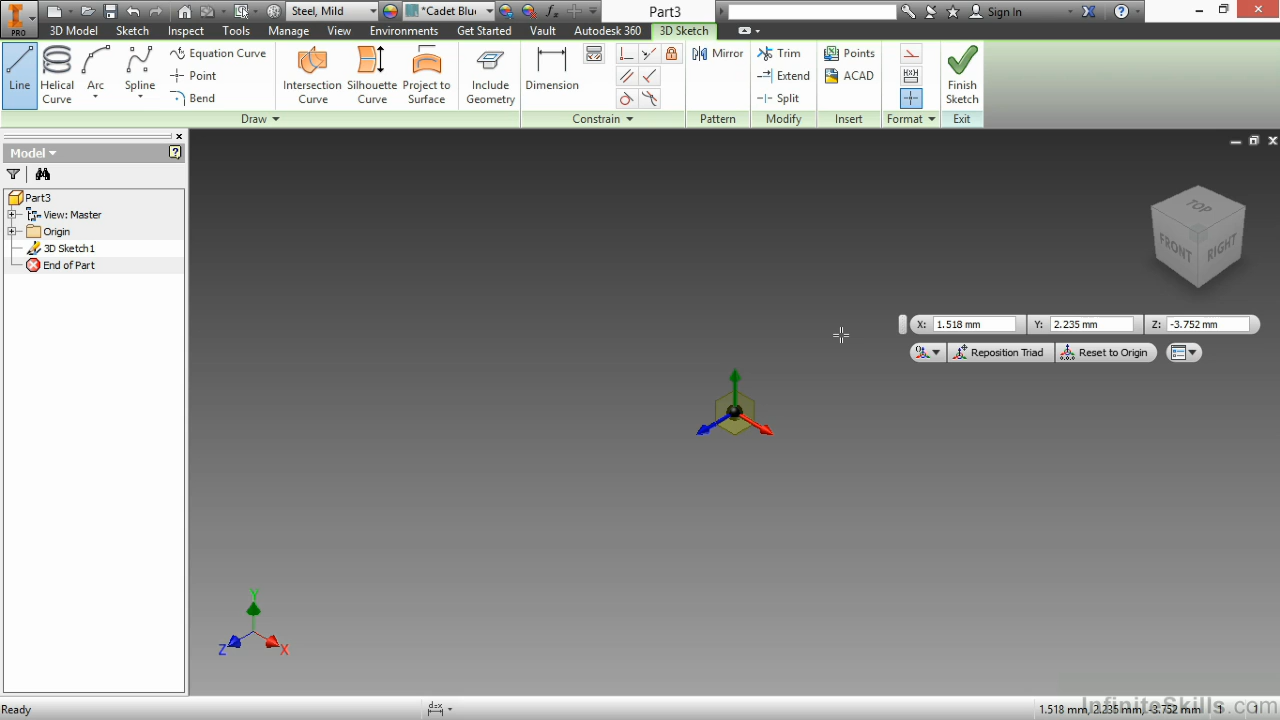 Steel, Mild *Cadet Blu Part3 Sign In
PRO 3D Model Sketch Inspect Tools Manage View Environments Get Started Vault Autodesk 360 3D Sketch
Line Helical Curve Arc Spline Equation Curve Point Bend
Intersection Curve Silhouette Curve Project to Surface Include Geometry Dimension
Mirror Trim Extend Split Points ACAD Finish Sketch
Draw Constrain Pattern Modify Insert Format Exit
Model
Part3
View: Master
Origin
3D Sketch1
End of Part
TOP
FRONT RIGHT
X: 1.518 mm Y: 2.235 mm Z: -3.752 mm
Reposition Triad Reset to Origin
Y
Z X
Ready 1.518 mm, 2.235 mm, -3.752 mm 1 1
InfiniteSkills.com